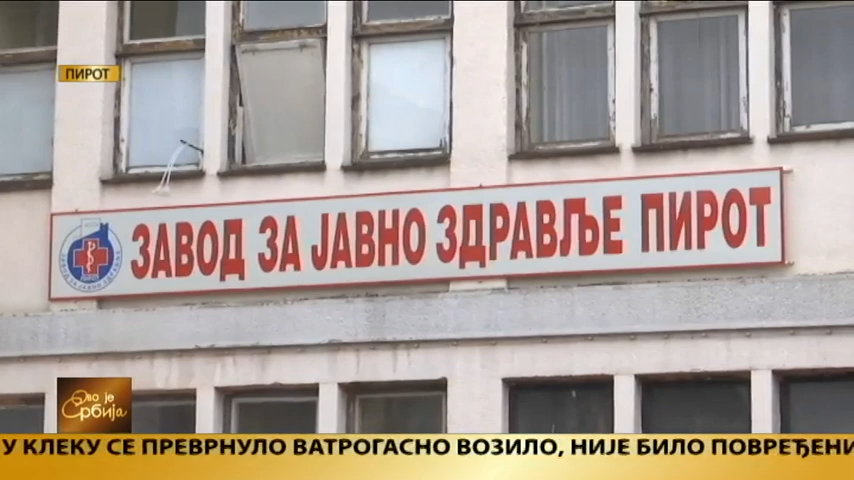 ПИРОТ
ЗАВОД ЗА ЈАВНО ЗДРАВЉЕ ПИРОТ
Ово је
Србија
У КЛЕКУ СЕ ПРЕВРНУЛО ВАТРОГАСНО ВОЗИЛО, НИЈЕ БИЛО ПОВРЕЂЕНИ